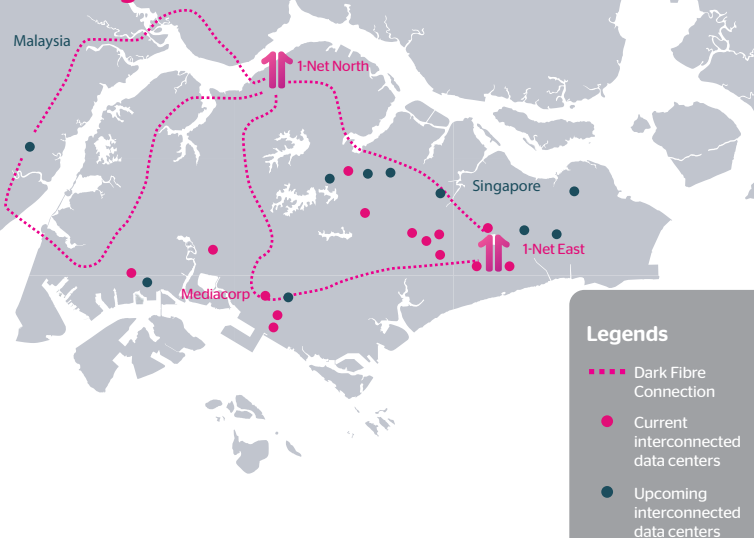 Malaysia
1-Net North
Singapore
1-Net East
Mediacorp
Legends
Dark Fibre
Connection
Current
interconnected
data centers
Upcoming
interconnected
data centers